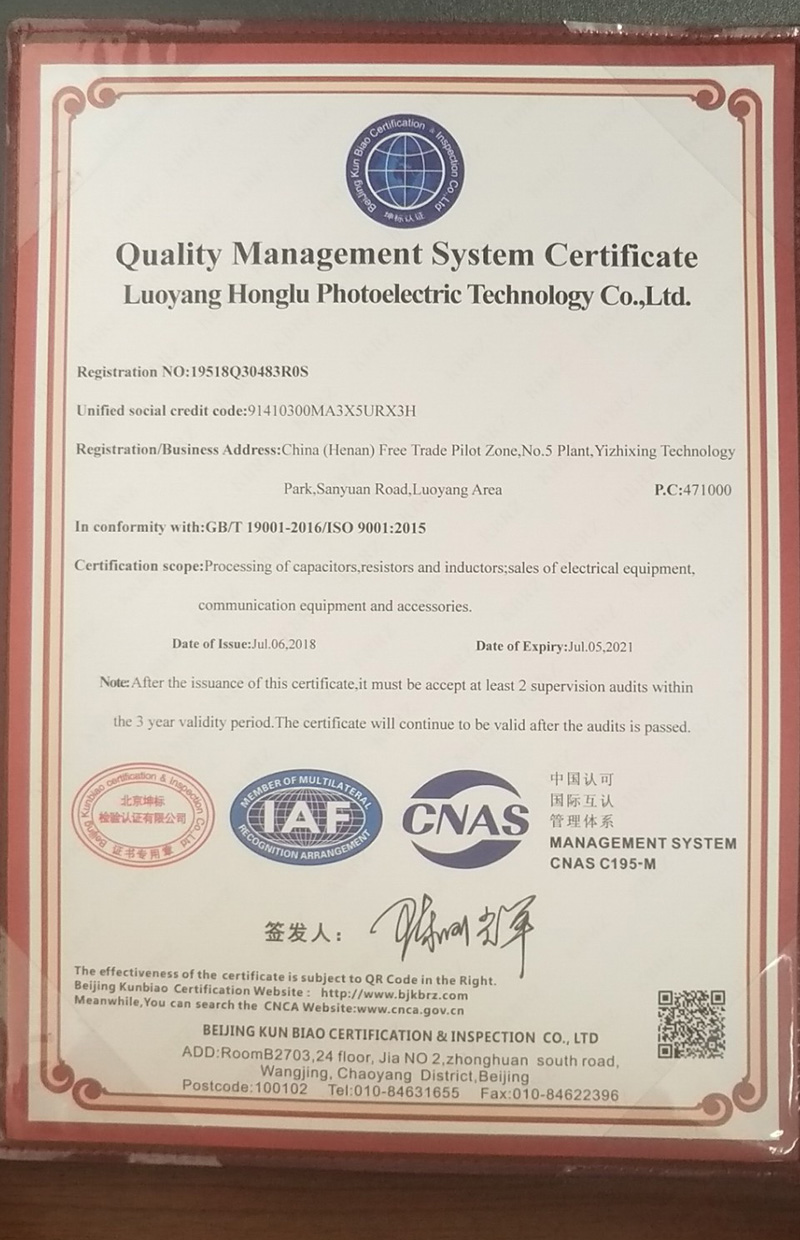 Beijing Kun Biao Certification & Inspection Co.,Ltd
坤标认证
Quality Management System Certificate
Luoyang Honglu Photoelectric Technology Co.,Ltd.
Registration NO:19518Q30483R0S
Unified social credit code:91410300MA3X5URX3H
Registration/Business Address:China (Henan) Free Trade Pilot Zone,No.5 Plant,Yizhixing Technology
Park,Sanyuan Road,Luoyang Area P.C:471000
In conformity with:GB/T 19001-2016/ISO 9001:2015
Certification scope:Processing of capacitors,resistors and inductors;sales of electrical equipment,
communication equipment and accessories.
Date of Issue:Jul.06,2018 Date of Expiry:Jul.05,2021
Note:After the issuance of this certificate,it must be accept at least 2 supervision audits within
the 3 year validity period.The certificate will continue to be valid after the audits is passed.
Beijing Kunbiao certification & Inspection Co.,Ltd
北京坤标
检验认证有限公司
证书专用章
MEMBER OF MULTILATERAL
IAF
RECOGNITION ARRANGEMENT
CNAS
中国认可
国际互认
管理体系
MANAGEMENT SYSTEM
CNAS C195-M
签发人：
The effectiveness of the certificate is subject to QR Code in the Right.
Beijing Kunbiao Certification Website : http://www.bjkbrz.com
Meanwhile,You can search the CNCA Website:www.cnca.gov.cn
BEIJING KUN BIAO CERTIFICATION & INSPECTION CO., LTD
ADD:RoomB2703,24 floor, Jia NO 2,zhonghuan south road,
Wangjing, Chaoyang District,Beijing
Postcode:100102 Tel:010-84631655 Fax:010-84622396